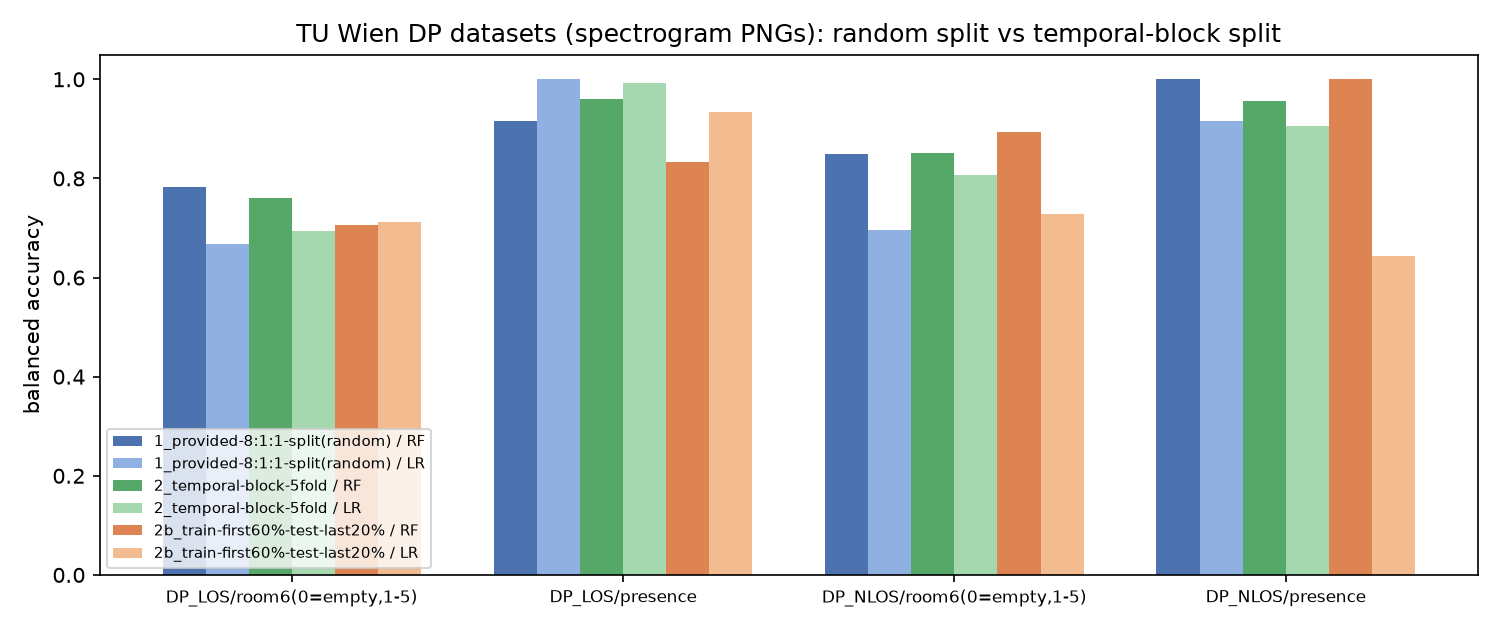 TU Wien DP datasets (spectrogram PNGs): random split vs temporal-block split
balanced accuracy
1.0
0.8
0.6
0.4
0.2
0.0
1_provided-8:1:1-split(random) / RF
1_provided-8:1:1-split(random) / LR
2_temporal-block-5fold / RF
2_temporal-block-5fold / LR
2b_train-first60%-test-last20% / RF
2b_train-first60%-test-last20% / LR
DP_LOS/room6(0=empty,1-5)
DP_LOS/presence
DP_NLOS/room6(0=empty,1-5)
DP_NLOS/presence